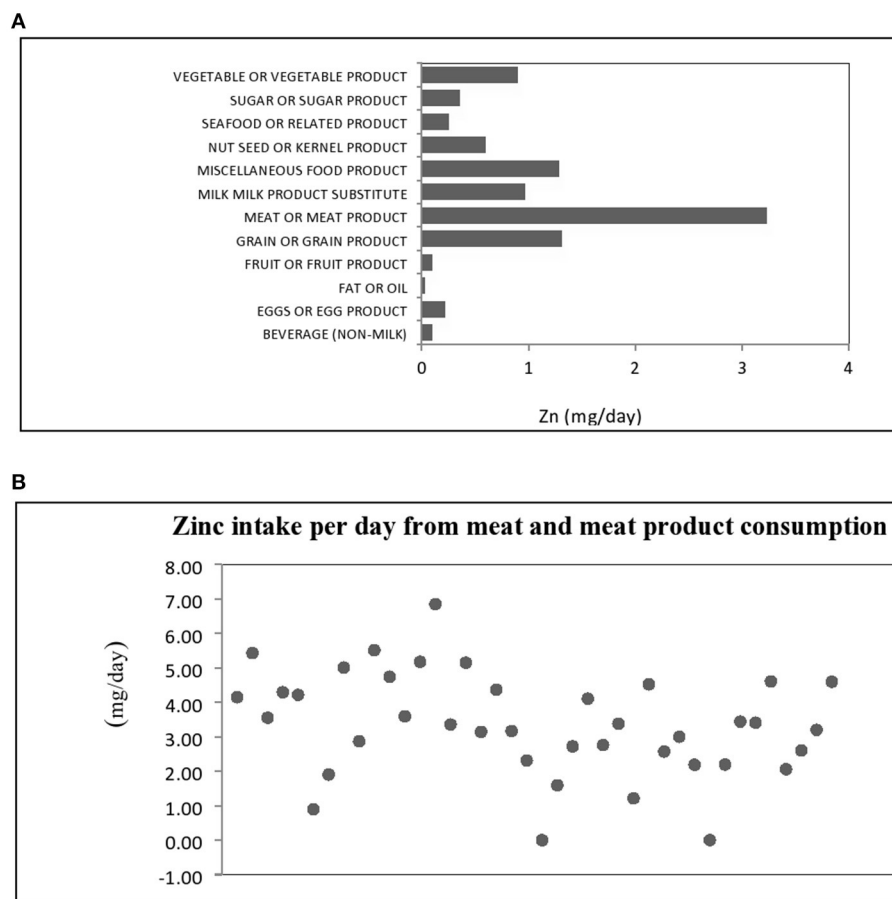 A
VEGETABLE OR VEGETABLE PRODUCT
SUGAR OR SUGAR PRODUCT
SEAFOOD OR RELATED PRODUCT
NUT SEED OR KERNEL PRODUCT
MISCELLANEOUS FOOD PRODUCT
MILK MILK PRODUCT SUBSTITUTE
MEAT OR MEAT PRODUCT
GRAIN OR GRAIN PRODUCT
FRUIT OR FRUIT PRODUCT
FAT OR OIL
EGGS OR EGG PRODUCT
BEVERAGE (NON-MILK)
0 1 2 3 4
Zn (mg/day)
B
Zinc intake per day from meat and meat product consumption
(mg/day)
8.00
7.00
6.00
5.00
4.00
3.00
2.00
1.00
0.00
-1.00